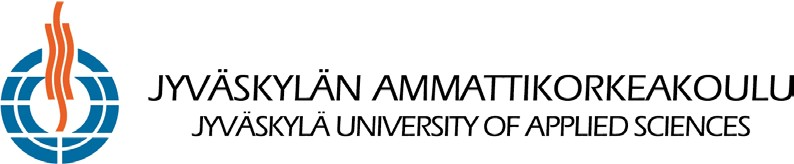 JYVÄSKYLÄN AMMATTIKORKEAKOULU
JYVÄSKYLÄ UNIVERSITY OF APPLIED SCIENCES